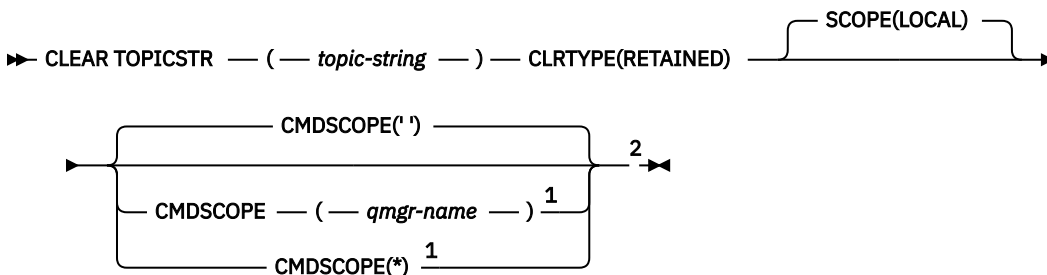 SCOPE(LOCAL)
CLEAR TOPICSTR ( topic-string ) CLRTYPE(RETAINED)
CMDSCOPE(' ')
2
CMDSCOPE ( qmgr-name ) 1
CMDSCOPE(*) 1